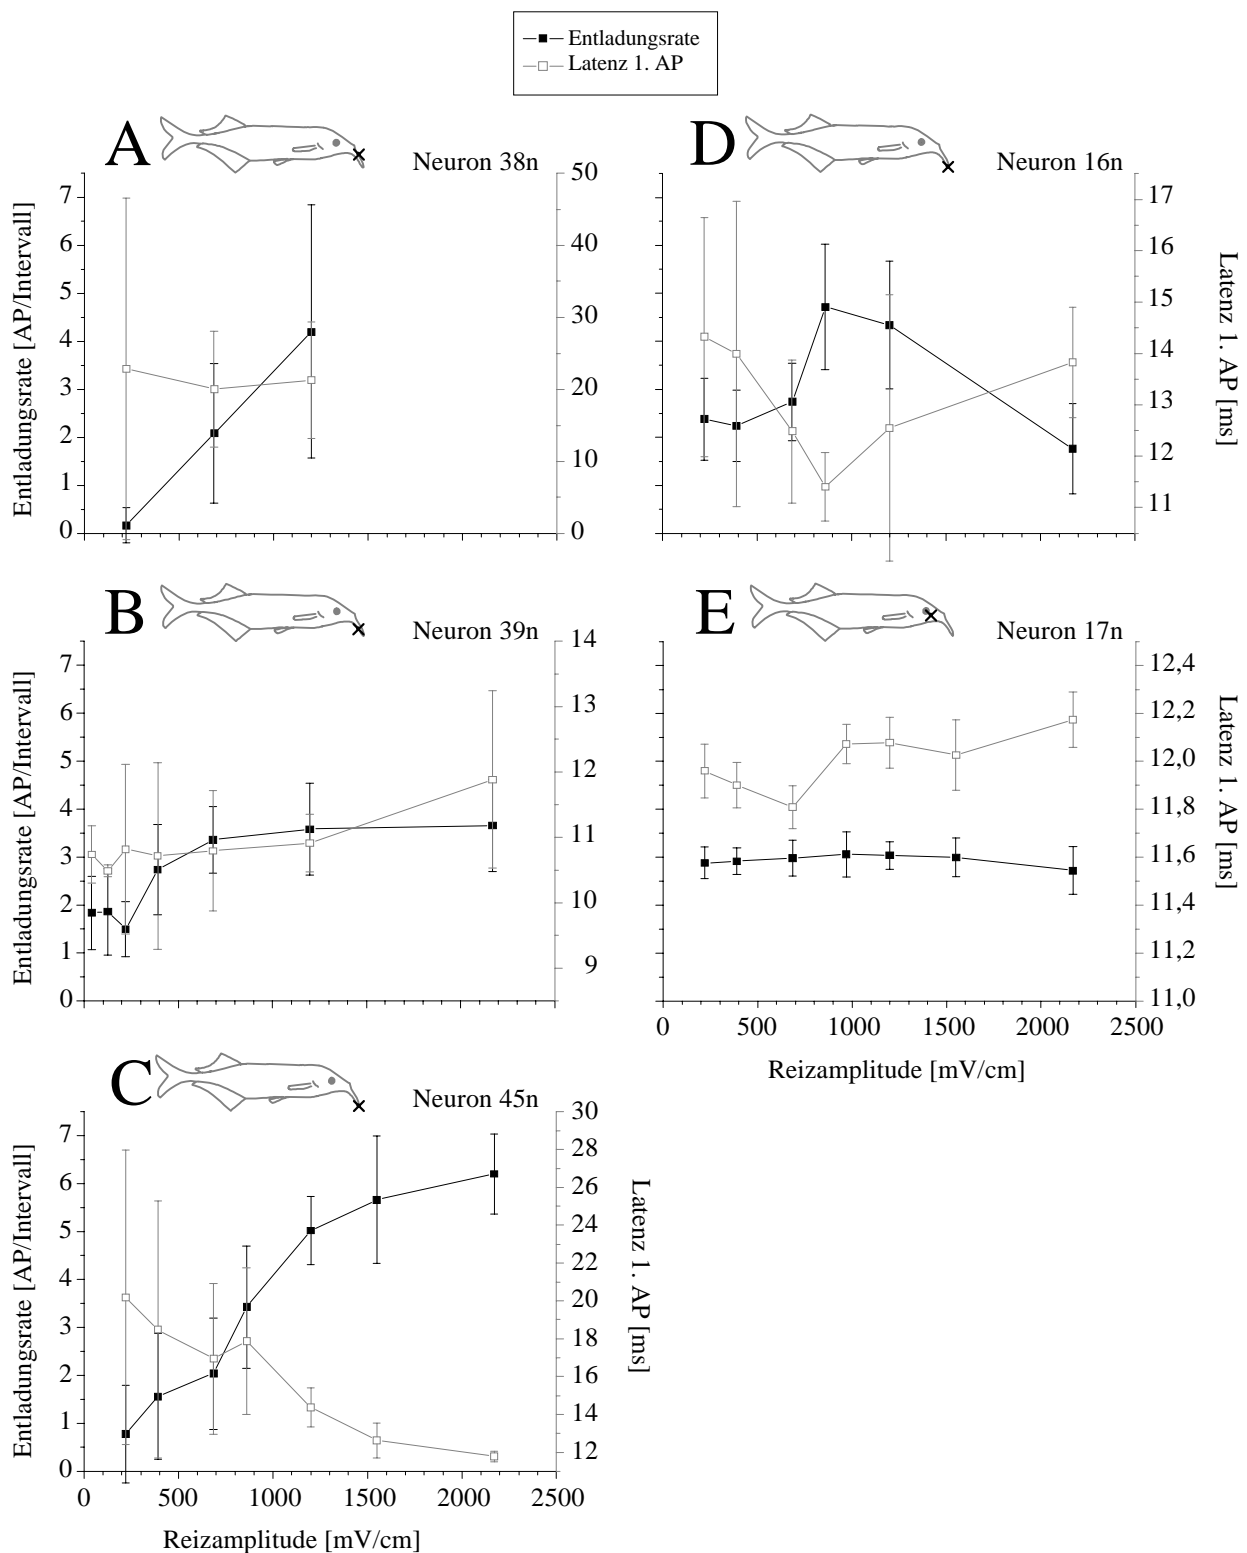 Entladungsrate
Latenz 1. AP
A
Neuron 38n
Entladungsrate [AP/Intervall]
7
6
5
4
3
2
1
0
50
40
30
20
10
0
D
Neuron 16n
17
16
15
14
13
12
11
Latenz 1. AP [ms]
B
Neuron 39n
Entladungsrate [AP/Intervall]
7
6
5
4
3
2
1
0
14
13
12
11
10
9
E
Neuron 17n
12,4
12,2
12,0
11,8
11,6
11,4
11,2
11,0
Latenz 1. AP [ms]
0 500 1000 1500 2000 2500
Reizamplitude [mV/cm]
C
Neuron 45n
Entladungsrate [AP/Intervall]
7
6
5
4
3
2
1
0
30
28
26
24
22
20
18
16
14
12
Latenz 1. AP [ms]
0 500 1000 1500 2000 2500
Reizamplitude [mV/cm]